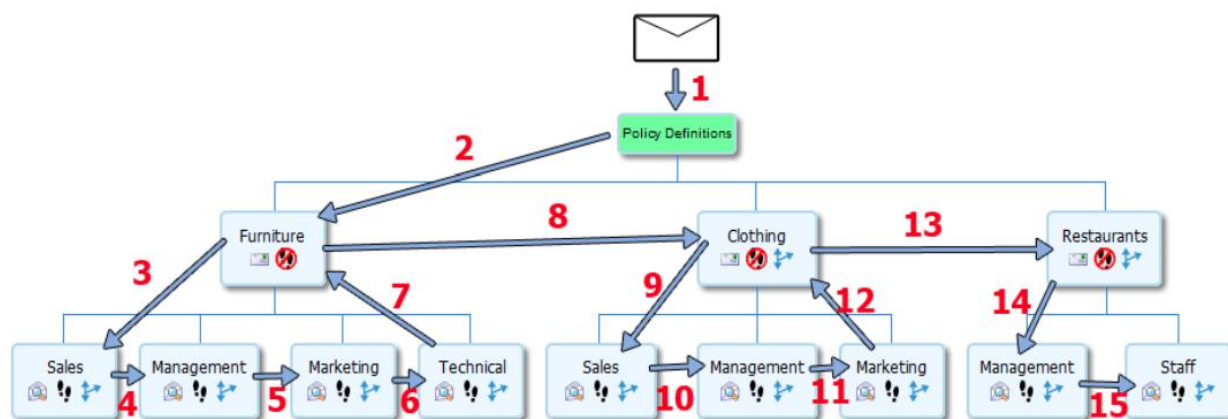 1
Policy Definitions
2
Furniture
8
Clothing
13
Restaurants
3
7
9
12
14
Sales
Management
Marketing
Technical
Sales
Management
Marketing
Management
Staff
4
5
6
10
11
15